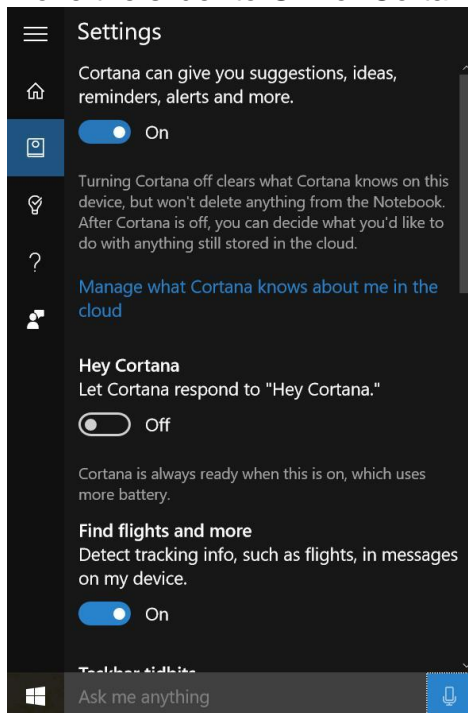 Settings
Cortana can give you suggestions, ideas,
reminders, alerts and more.
On
Turning Cortana off clears what Cortana knows on this
device, but won't delete anything from the Notebook.
After Cortana is off, you can decide what you'd like to
do with anything still stored in the cloud.
Manage what Cortana knows about me in the
cloud
Hey Cortana
Let Cortana respond to "Hey Cortana."
Off
Cortana is always ready when this is on, which uses
more battery.
Find flights and more
Detect tracking info, such as flights, in messages
on my device.
On
Taskbar tidbits
Ask me anything